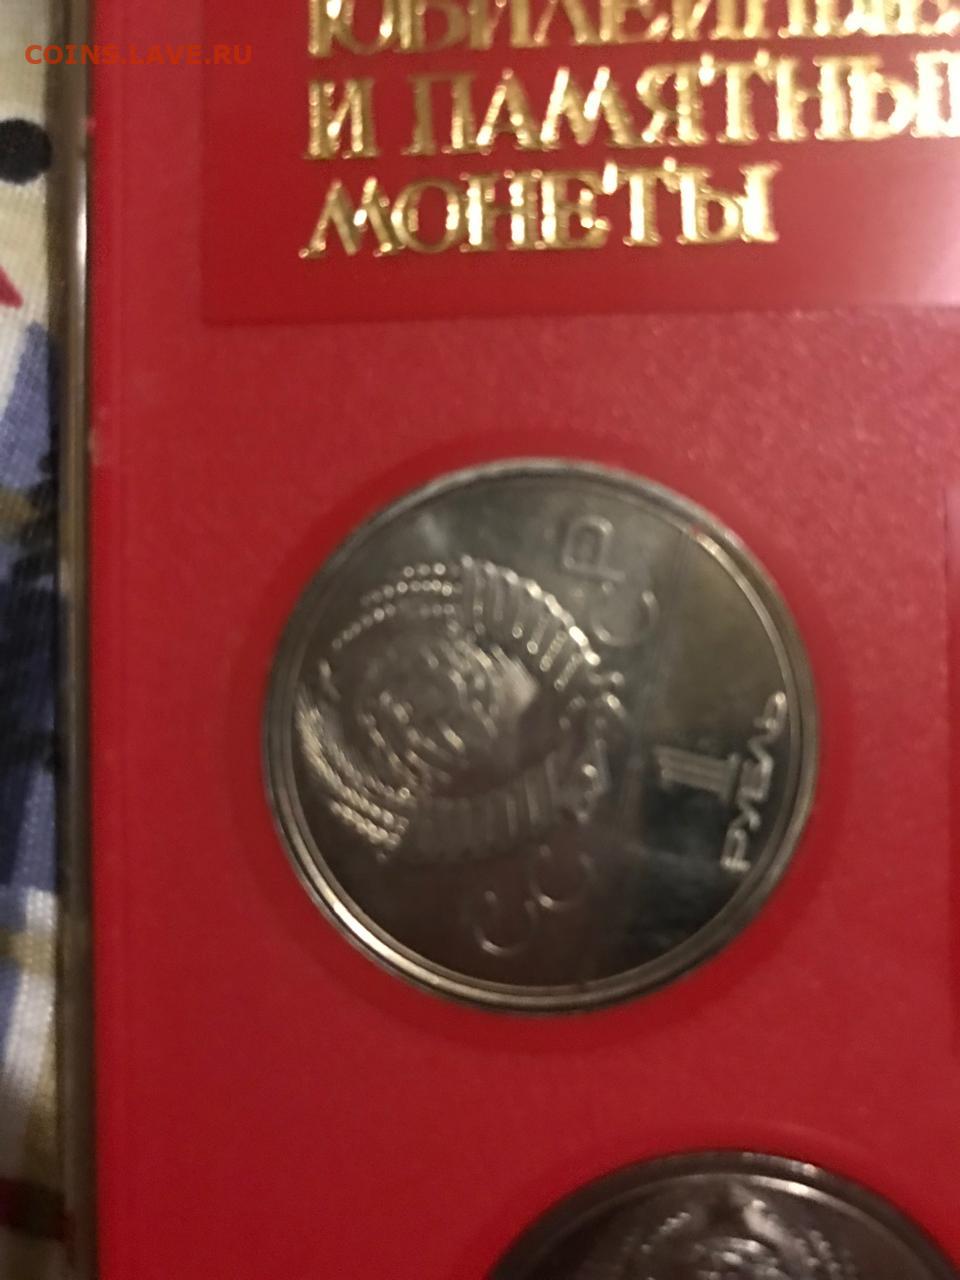 COINS.LAVE.RU
ЮБИЛЕЙНЫЕ
И ПАМЯТНЫЕ
МОНЕТЫ
СССР
1
РУБЛЬ